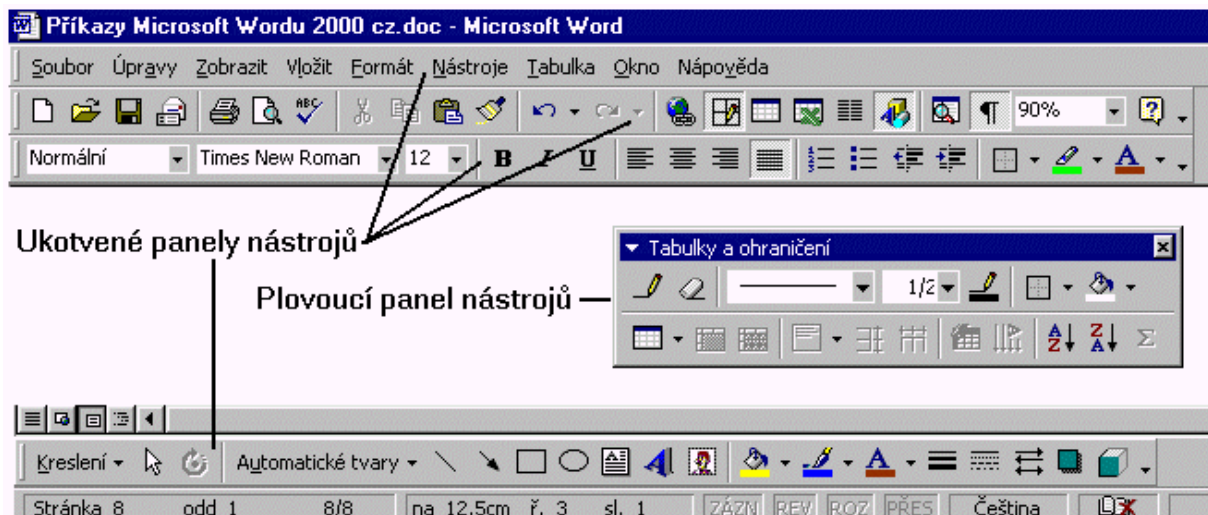 Příkazy Microsoft Wordu 2000 cz.doc - Microsoft Word
Soubor Úpravy Zobrazit Vložit Formát Nástroje Tabulka Okno Nápověda
ABC 90% ?
Normální Times New Roman 12 B I U A
Ukotvené panely nástrojů
Tabulky a ohraničení
Plovoucí panel nástrojů
1/2
A Z Z A Σ
Kreslení Automatické tvary A A
Stránka 8 odd 1 8/8 na 12,5cm ř. 3 sl. 1 ZÁZN REV ROZ PŘES Čeština